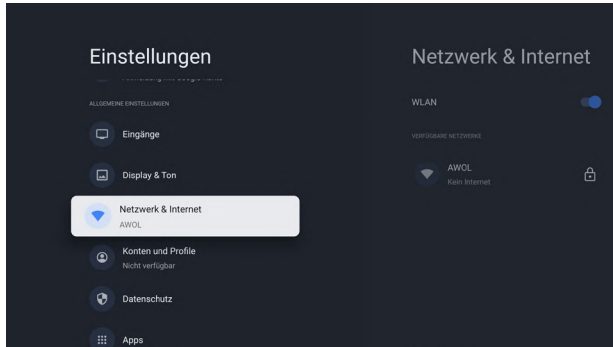 Einstellungen
ALLGEMEINE EINSTELLUNGEN
Eingänge
Display & Ton
Netzwerk & Internet
AWOL
Konten und Profile
Nicht verfügbar
Datenschutz
Apps
Netzwerk & Internet
WLAN
VERFÜGBARE NETZWERKE
AWOL
Kein Internet